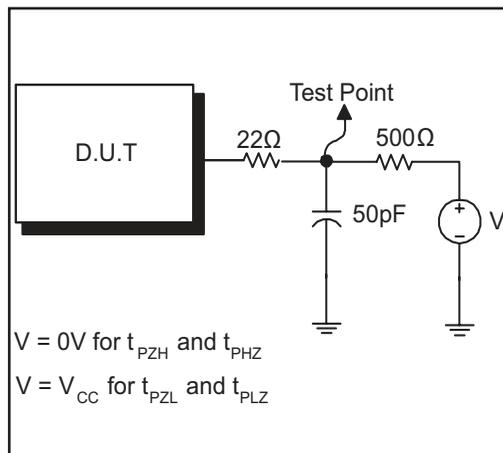 Test Point
22Ω
500Ω
D.U.T
50pF
+
V
–
V = 0V for tPZH and tPHZ
V = VCC for tPZL and tPLZ